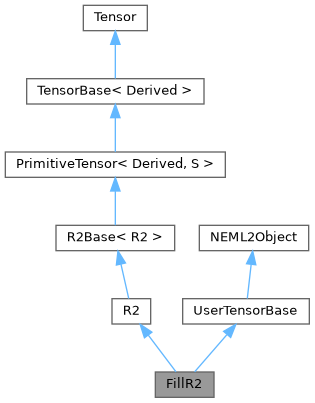 Tensor
TensorBase< Derived >
PrimitiveTensor< Derived, S >
R2Base< R2 >
NEML2Object
R2
UserTensorBase
FillR2